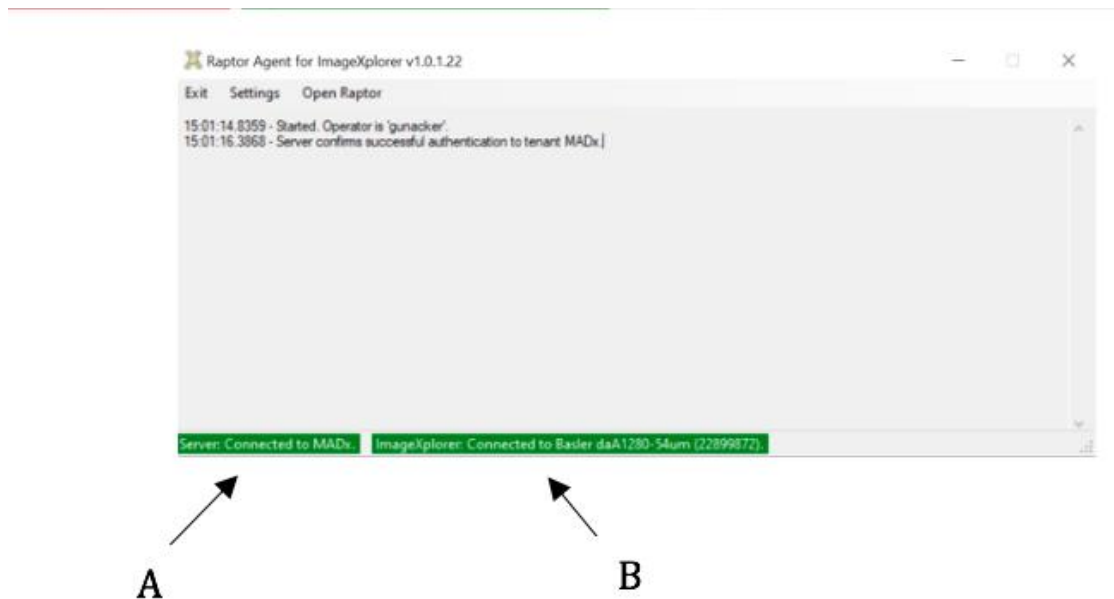 Raptor Agent for ImageXplorer v1.0.1.22
Exit Settings Open Raptor
15:01:14.8359 - Started. Operator is 'gunacker'.
15:01:16.3868 - Server confirms successful authentication to tenant MADx.
Server: Connected to MADx. ImageXplorer: Connected to Basler daA1280-54um (22899872).
A B